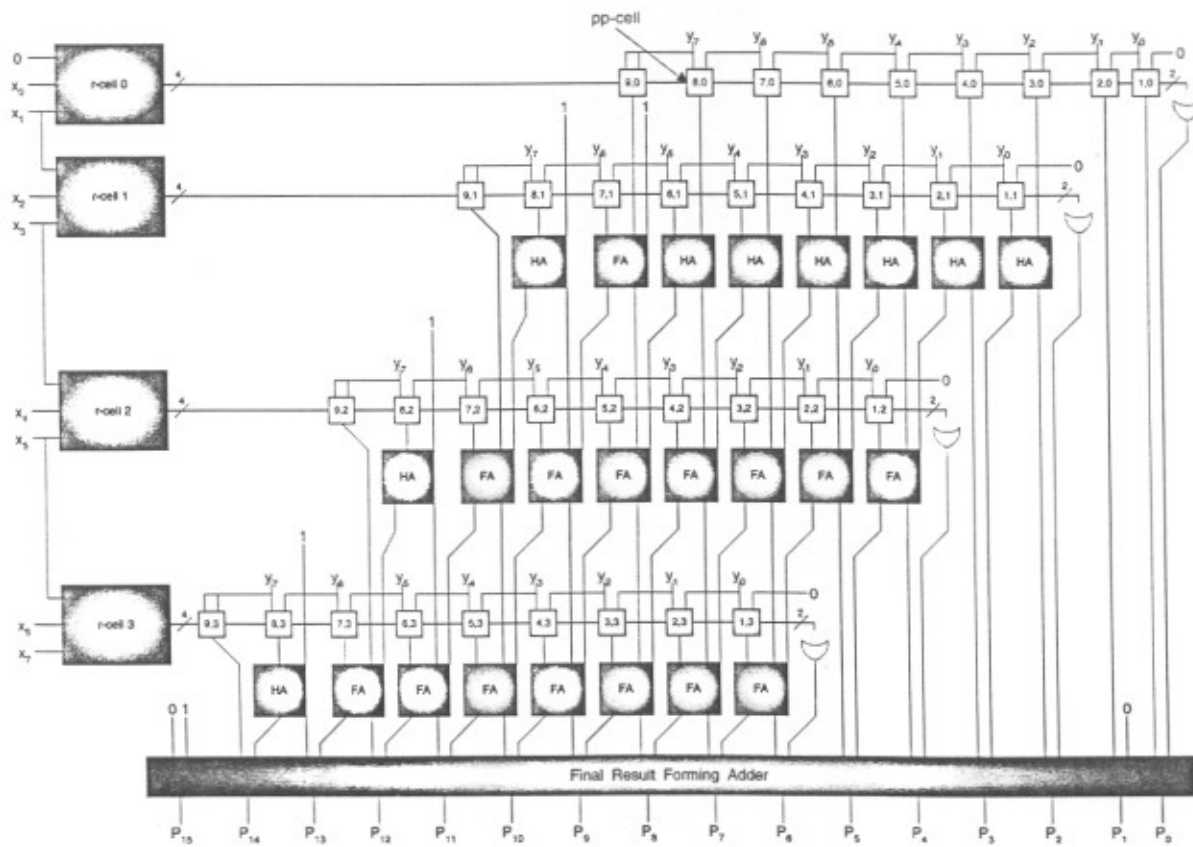 pp-cell
y7 y6 y5 y4 y3 y2 y1 y0 0
0
x0
x1
r-cell 0
4
9,0 8,0 7,0 6,0 5,0 4,0 3,0 2,0 1,0 2
1 1
y7 y6 y5 y4 y3 y2 y1 y0 0
x2
x3
r-cell 1
4
9,1 8,1 7,1 6,1 5,1 4,1 3,1 2,1 1,1 2
HA FA HA HA HA HA HA HA
1
y7 y6 y5 y4 y3 y2 y1 y0 0
x4
x5
r-cell 2
4
9,2 8,2 7,2 6,2 5,2 4,2 3,2 2,2 1,2 2
HA FA FA FA FA FA FA FA
1
y7 y6 y5 y4 y3 y2 y1 y0 0
x6
x7
r-cell 3
4
9,3 8,3 7,3 6,3 5,3 4,3 3,3 2,3 1,3 2
HA FA FA FA FA FA FA FA
0 1 0
Final Result Forming Adder
P15 P14 P13 P12 P11 P10 P9 P8 P7 P6 P5 P4 P3 P2 P1 P0